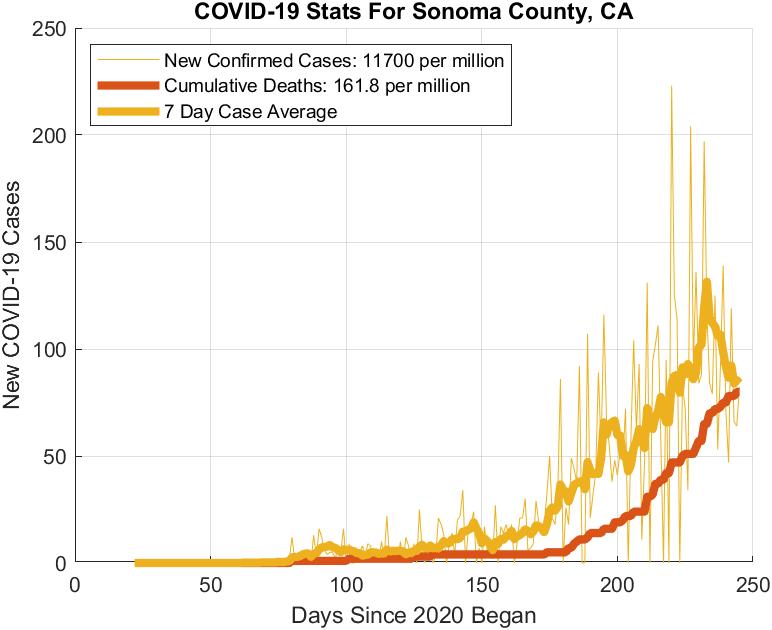 COVID-19 Stats For Sonoma County, CA
New Confirmed Cases: 11700 per million
Cumulative Deaths: 161.8 per million
7 Day Case Average
250
200
150
100
50
0
New COVID-19 Cases
0 50 100 150 200 250
Days Since 2020 Began